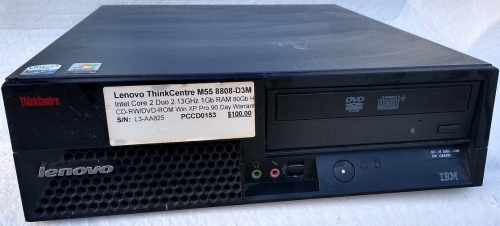 ThinkCentre
Lenovo ThinkCentre M55 8808-D3M
Intel Core 2 Duo 2.13GHz 1Gb RAM 80Gb H
CD-RW/DVD-ROM Win XP Pro 90 Day Warrant
S/N: L3-AA825 PCCD0153 $100.00
DVD
lenovo
IBM